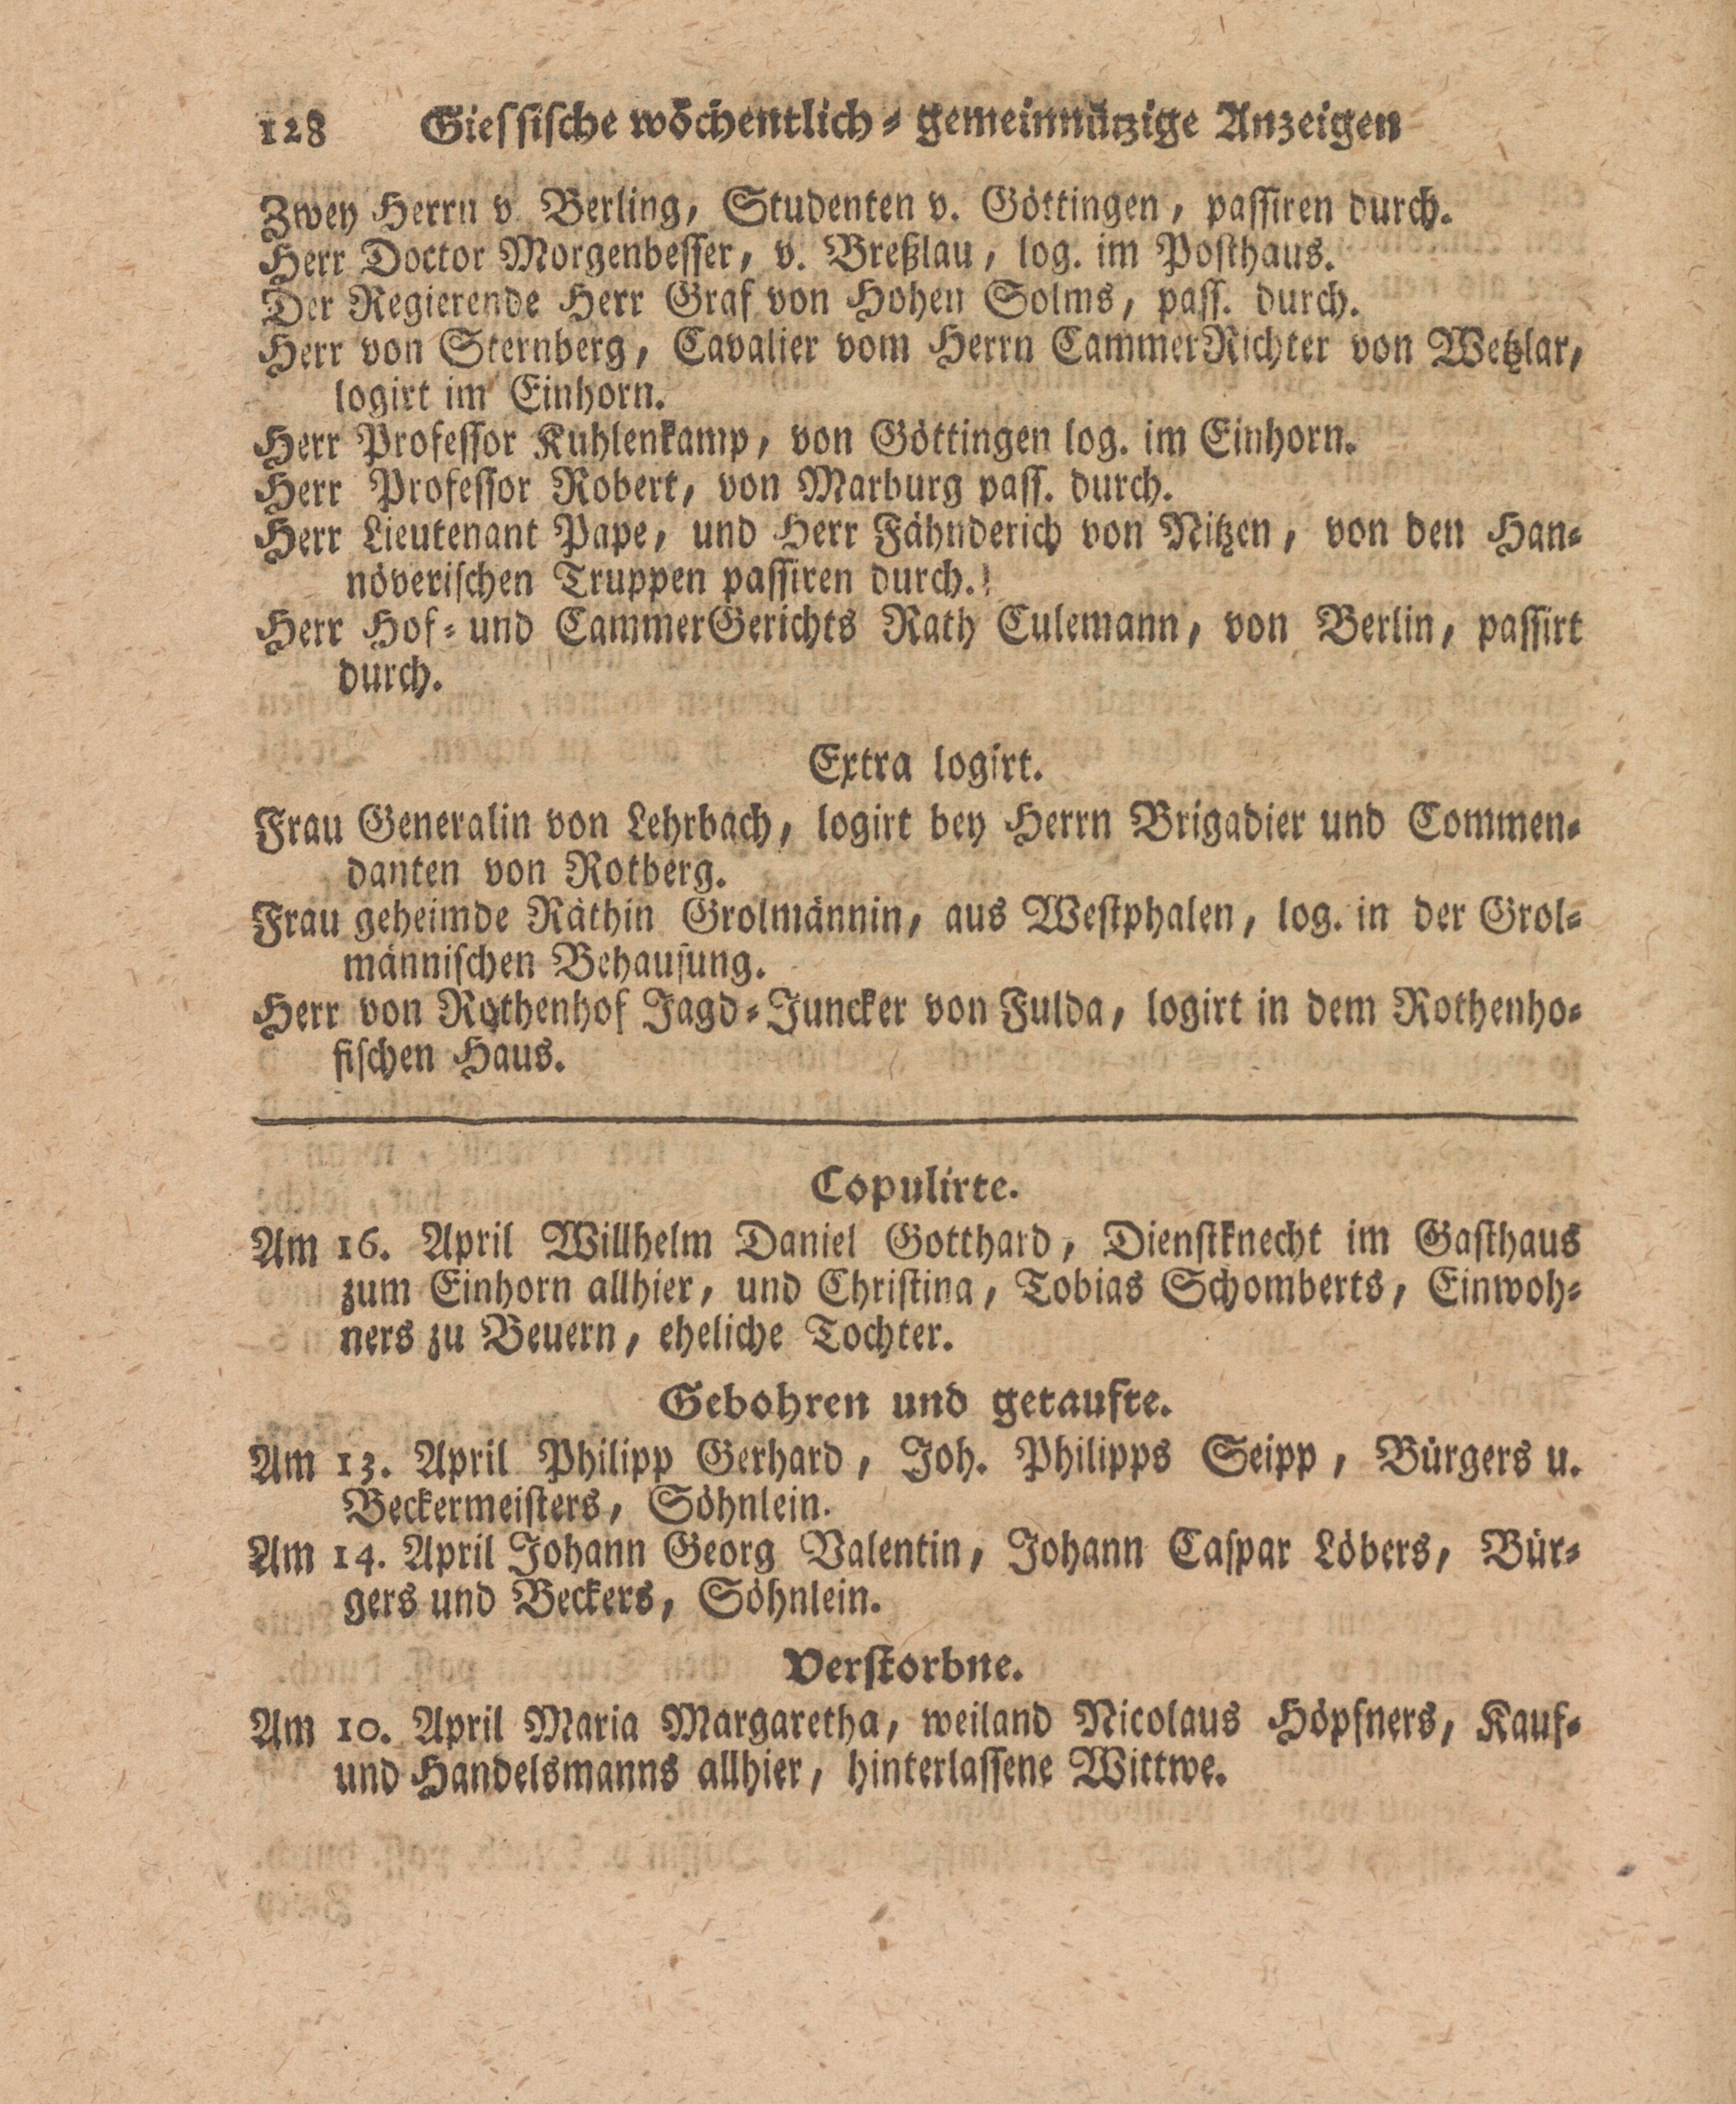 128 Giessische wöchentlich-gemeinnützige Anzeigen
Zwey Herrn v. Berling, Studenten v. Göttingen, passiren durch.
Herr Doctor Morgenbesser, v. Breßlau, log. im Posthaus.
Der Regierende Herr Graf von Hohen Solms, pass. durch.
Herr von Sternberg, Cavalier vom Herrn CammerRichter von Wetzlar,
logirt im Einhorn.
Herr Professor Kuhlenkamp, von Göttingen log. im Einhorn.
Herr Professor Robert, von Marburg pass. durch.
Herr Lieutenant Pape, und Herr Fähnderich von Nitzen, von den Han-
növerischen Truppen passiren durch.
Herr Hof- und CammerGerichts Rath Culemann, von Berlin, passirt
durch.
Extra logirt.
Frau Generalin von Lehrbach, logirt bey Herrn Brigadier und Commen-
danten von Rotberg.
Frau geheimde Räthin Grolmännin, aus Westphalen, log. in der Grol-
männischen Behausung.
Herr von Rothenhof Jagd-Juncker von Fulda, logirt in dem Rothenho-
fischen Haus.
Copulirte.
Am 16. April Willhelm Daniel Gotthard, Dienstknecht im Gasthaus
zum Einhorn allhier, und Christina, Tobias Schomberts, Einwoh-
ners zu Beuern, eheliche Tochter.
Gebohren und getaufte.
Am 13. April Philipp Gerhard, Joh. Philipps Seipp, Bürgers u.
Beckermeisters, Söhnlein.
Am 14. April Johann Georg Valentin, Johann Caspar Löbers, Bür-
gers und Beckers, Söhnlein.
Verstorbne.
Am 10. April Maria Margaretha, weiland Nicolaus Höpfners, Kauf-
und Handelsmanns allhier, hinterlassene Wittwe.